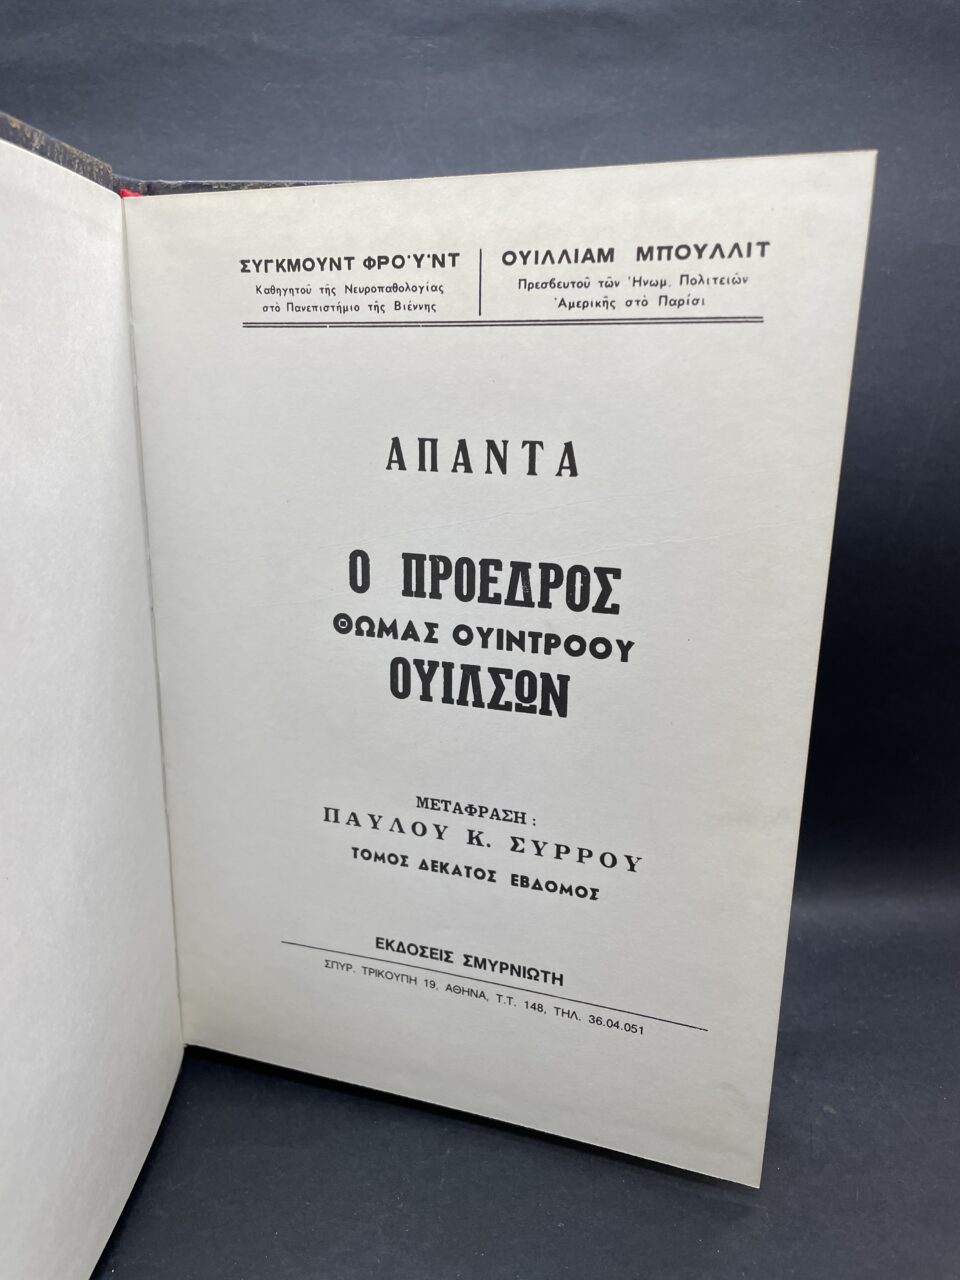 ΣΥΓΚΜΟΥΝΤ ΦΡΟ'Υ·ΝΤ
Καθηγητοῦ τῆς Νευροπαθολογίας
στὸ Πανεπιστήμιο τῆς Βιέννης
ΟΥΙΛΛΙΑΜ ΜΠΟΥΛΛΙΤ
Πρεσβευτοῦ τῶν Ἡνωμ. Πολιτειῶν
Ἀμερικῆς στὸ Παρίσι
ΑΠΑΝΤΑ
Ο ΠΡΟΕΔΡΟΣ
ΘΩΜΑΣ ΟΥΙΝΤΡΟΟΥ
ΟΥΙΛΣΩΝ
ΜΕΤΑΦΡΑΣΗ :
ΠΑΥΛΟΥ Κ. ΣΥΡΡΟΥ
ΤΟΜΟΣ ΔΕΚΑΤΟΣ ΕΒΔΟΜΟΣ
ΕΚΔΟΣΕΙΣ ΣΜΥΡΝΙΩΤΗ
ΣΠΥΡ. ΤΡΙΚΟΥΠΗ 19, ΑΘΗΝΑ, Τ.Τ. 148, ΤΗΛ. 36.04.051